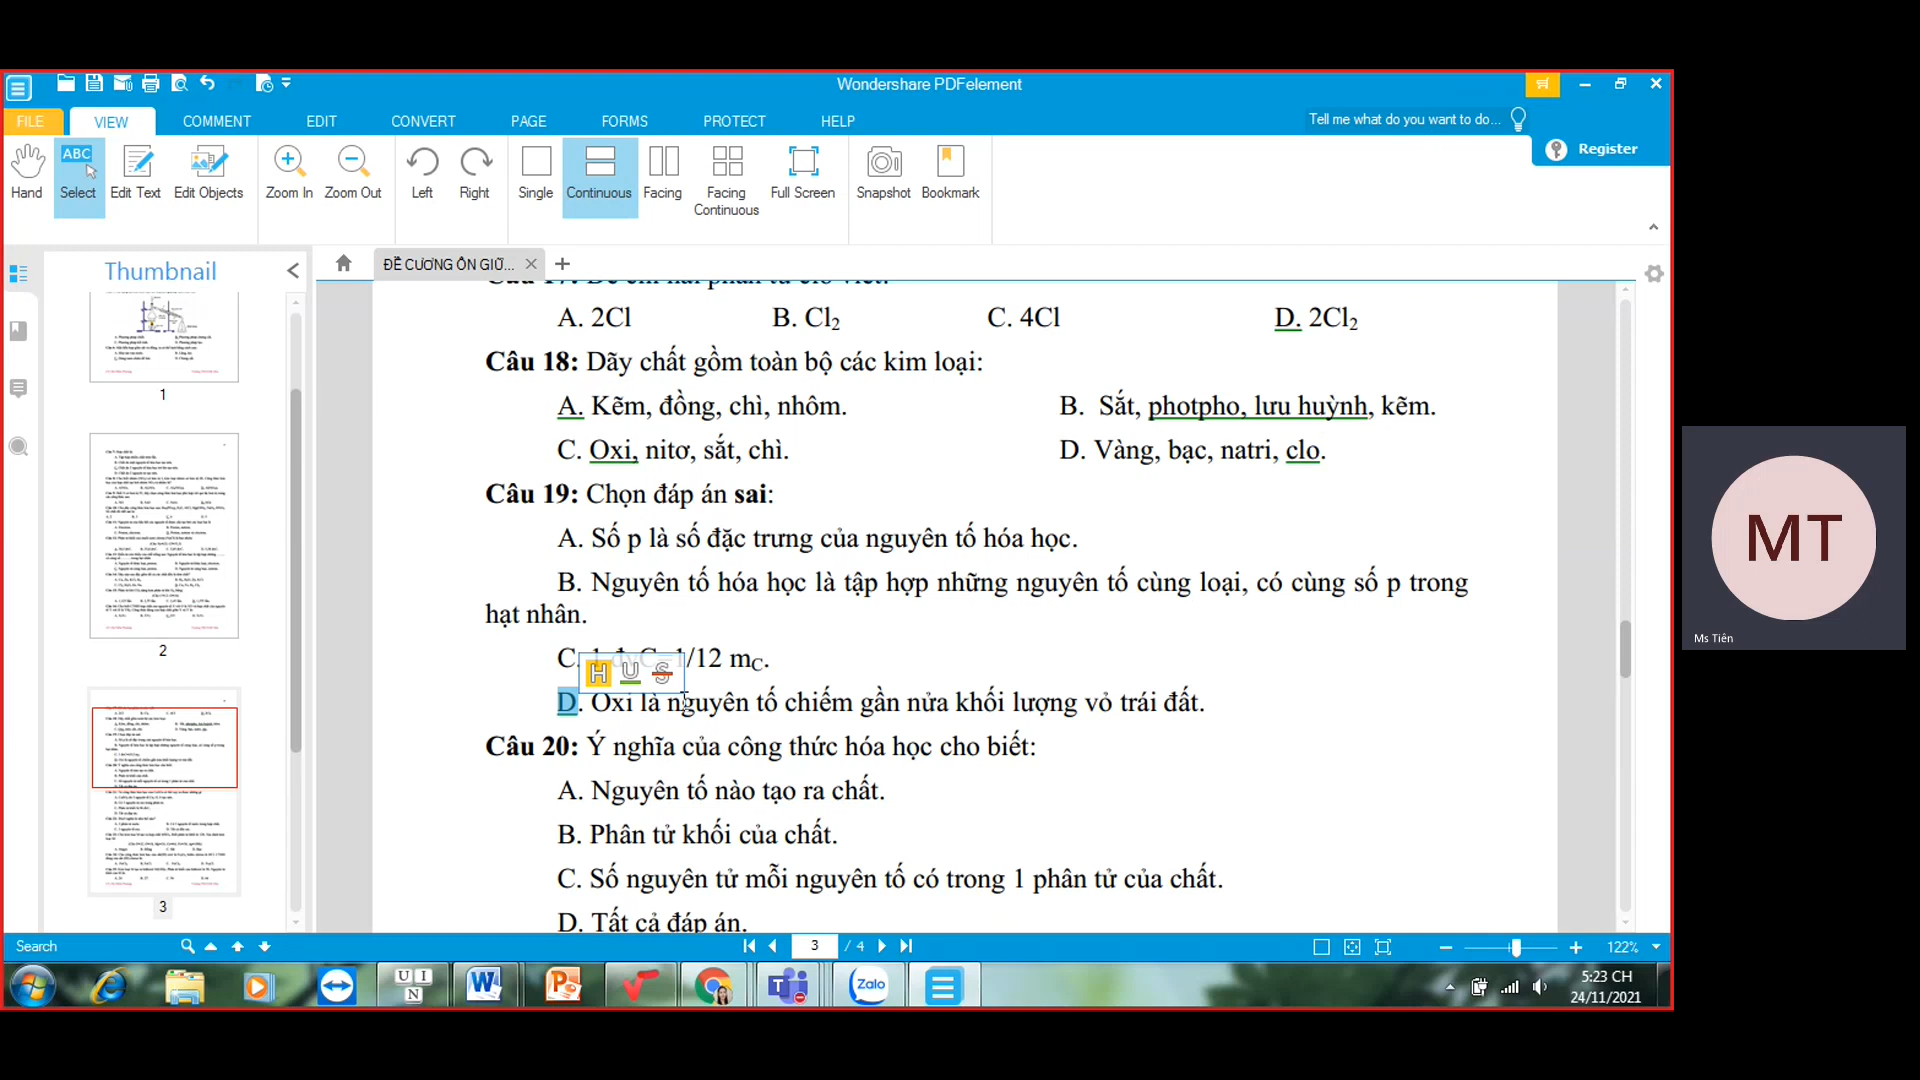 Wondershare PDFelement
FILE VIEW COMMENT EDIT CONVERT PAGE FORMS PROTECT HELP Tell me what do you want to do...
Register
ABC
Hand Select Edit Text Edit Objects Zoom In Zoom Out Left Right Single Continuous Facing Facing Continuous Full Screen Snapshot Bookmark
Thumbnail
ĐỀ CƯƠNG ÔN GIỮ...
A. 2Cl B. Cl₂ C. 4Cl D. 2Cl₂
Câu 18: Dãy chất gồm toàn bộ các kim loại:
A. Kẽm, đồng, chì, nhôm. B. Sắt, photpho, lưu huỳnh, kẽm.
C. Oxi, nitơ, sắt, chì. D. Vàng, bạc, natri, clo.
Câu 19: Chọn đáp án sai:
A. Số p là số đặc trưng của nguyên tố hóa học.
B. Nguyên tố hóa học là tập hợp những nguyên tố cùng loại, có cùng số p trong
hạt nhân.
C. 1 đvC=1/12 mC.
H U S
D. Oxi là nguyên tố chiếm gần nửa khối lượng vỏ trái đất.
Câu 20: Ý nghĩa của công thức hóa học cho biết:
A. Nguyên tố nào tạo ra chất.
B. Phân tử khối của chất.
C. Số nguyên tử mỗi nguyên tố có trong 1 phân tử của chất.
D. Tất cả đáp án.
1
2
3
MT
Ms Tiên
Search
3 / 4
122%
U I
N
Zalo
5:23 CH
24/11/2021